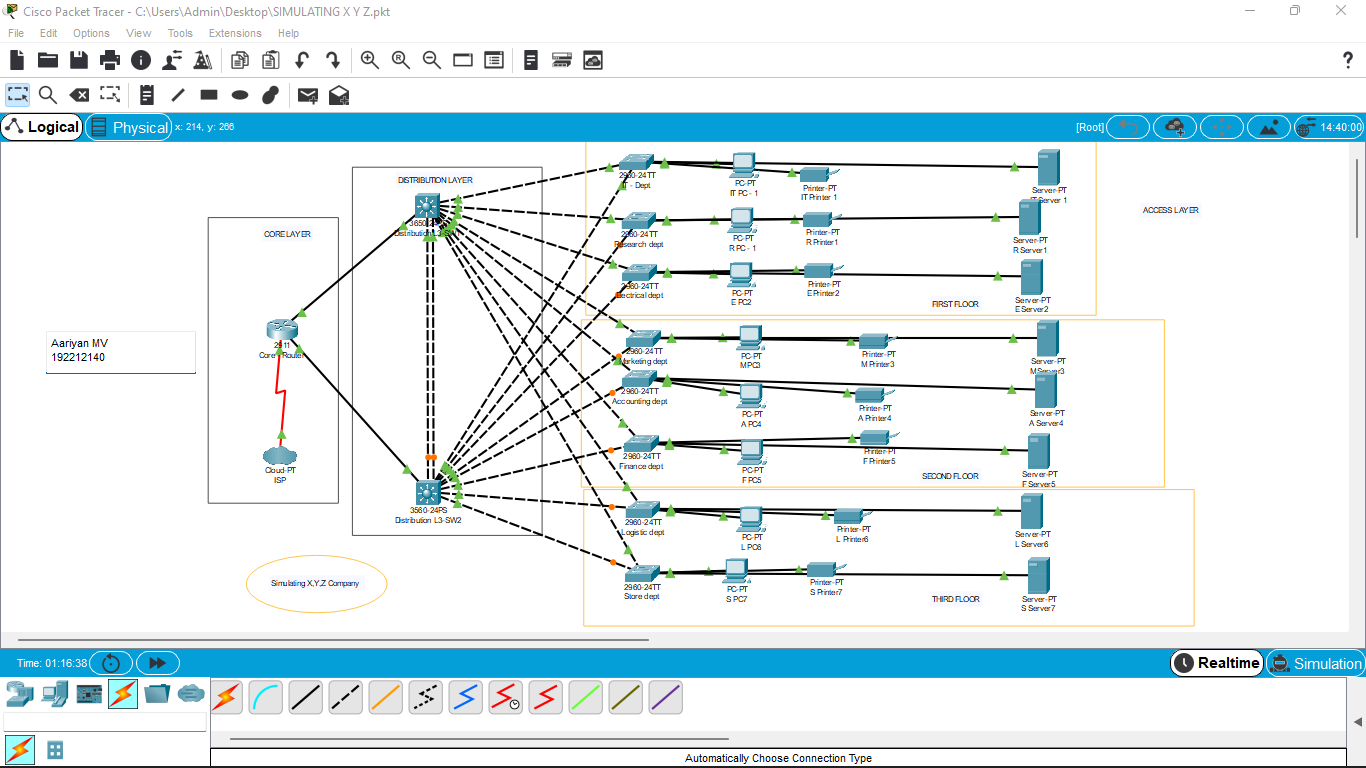 Cisco Packet Tracer - C:\Users\Admin\Desktop\SIMULATING X Y Z.pkt
File Edit Options View Tools Extensions Help
Logical Physical x: 214, y: 266 [Root] 14:40:00
DISTRIBUTION LAYER
CORE LAYER
ACCESS LAYER
Aariyan MV
192212140
2911
Core Router
Cloud-PT
ISP
3560-24PS
Distribution L3-SW2
Simulating X,Y,Z Company
2960-24TT
IT - Dept
PC-PT
IT PC - 1
Printer-PT
IT Printer 1
Server-PT
IT Server 1
2960-24TT
Research dept
PC-PT
R PC - 1
Printer-PT
R Printer1
Server-PT
R Server1
2960-24TT
Electrical dept
PC-PT
E PC2
Printer-PT
E Printer2
Server-PT
E Server2
FIRST FLOOR
2960-24TT
Marketing dept
PC-PT
M PC3
Printer-PT
M Printer3
Server-PT
M Server3
2960-24TT
Accounting dept
PC-PT
A PC4
Printer-PT
A Printer4
Server-PT
A Server4
2960-24TT
Finance dept
PC-PT
F PC5
Printer-PT
F Printer5
Server-PT
F Server5
SECOND FLOOR
2960-24TT
Logistic dept
PC-PT
L PC6
Printer-PT
L Printer6
Server-PT
L Server6
2960-24TT
Store dept
PC-PT
S PC7
Printer-PT
S Printer7
Server-PT
S Server7
THIRD FLOOR
Time: 01:16:38 Realtime Simulation
Automatically Choose Connection Type